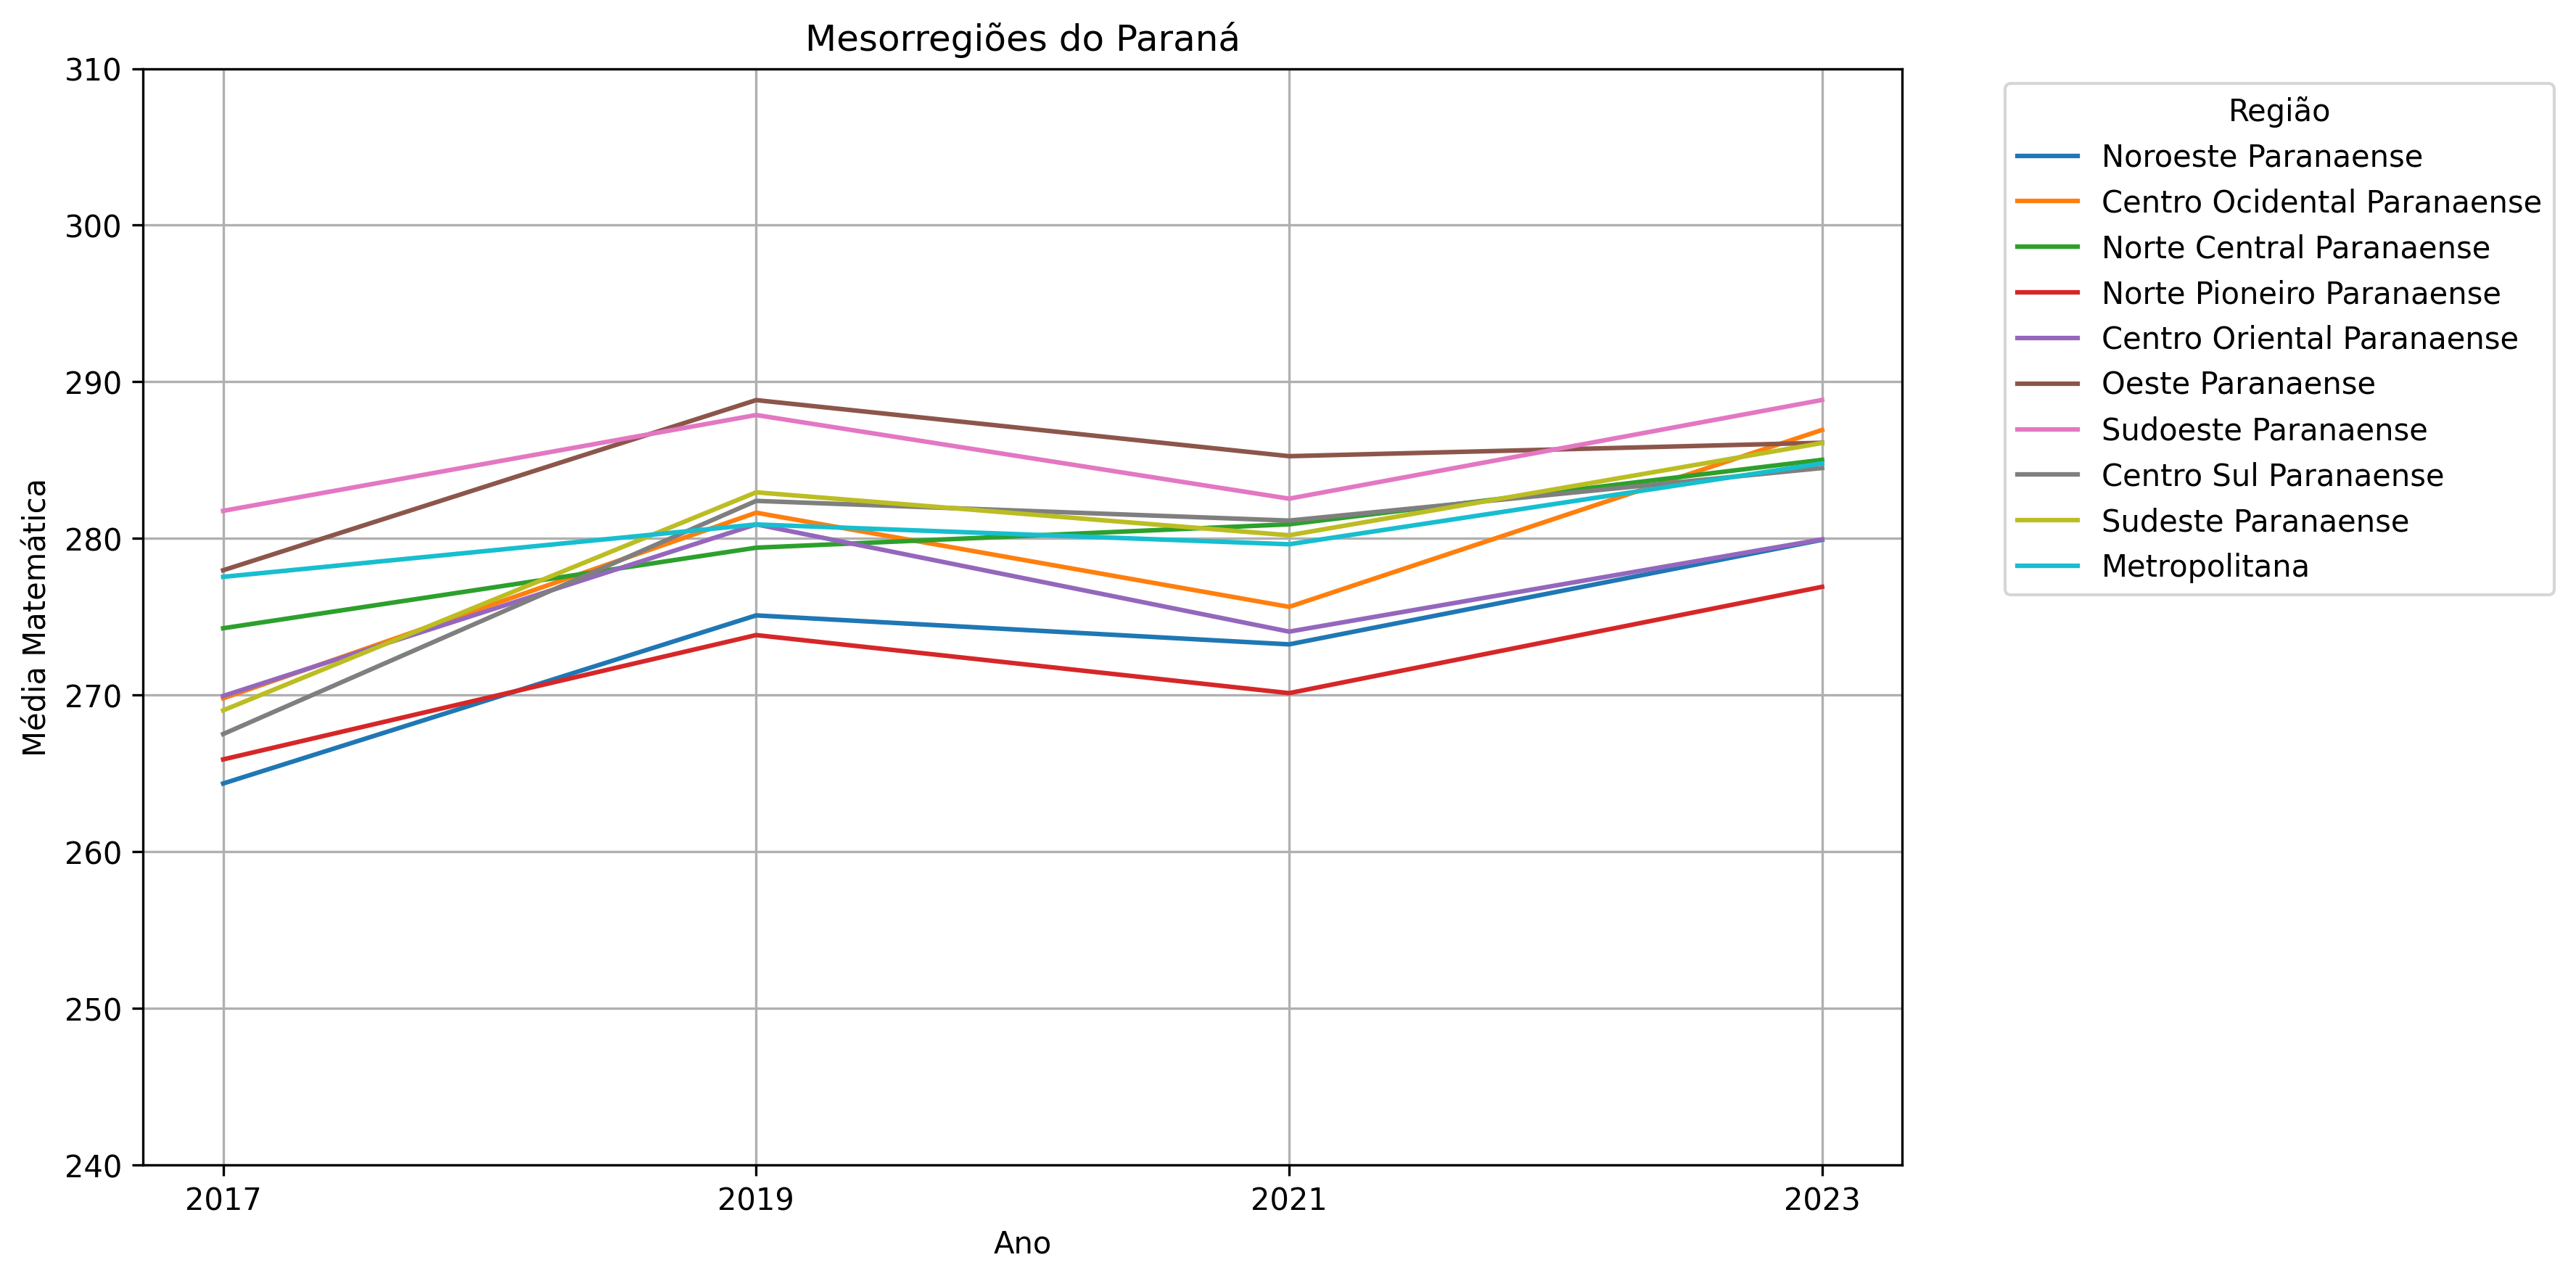 Mesorregiões do Paraná
310
300
290
280
270
260
250
240
Média Matemática
2017
2019
2021
2023
Ano
Região
Noroeste Paranaense
Centro Ocidental Paranaense
Norte Central Paranaense
Norte Pioneiro Paranaense
Centro Oriental Paranaense
Oeste Paranaense
Sudoeste Paranaense
Centro Sul Paranaense
Sudeste Paranaense
Metropolitana